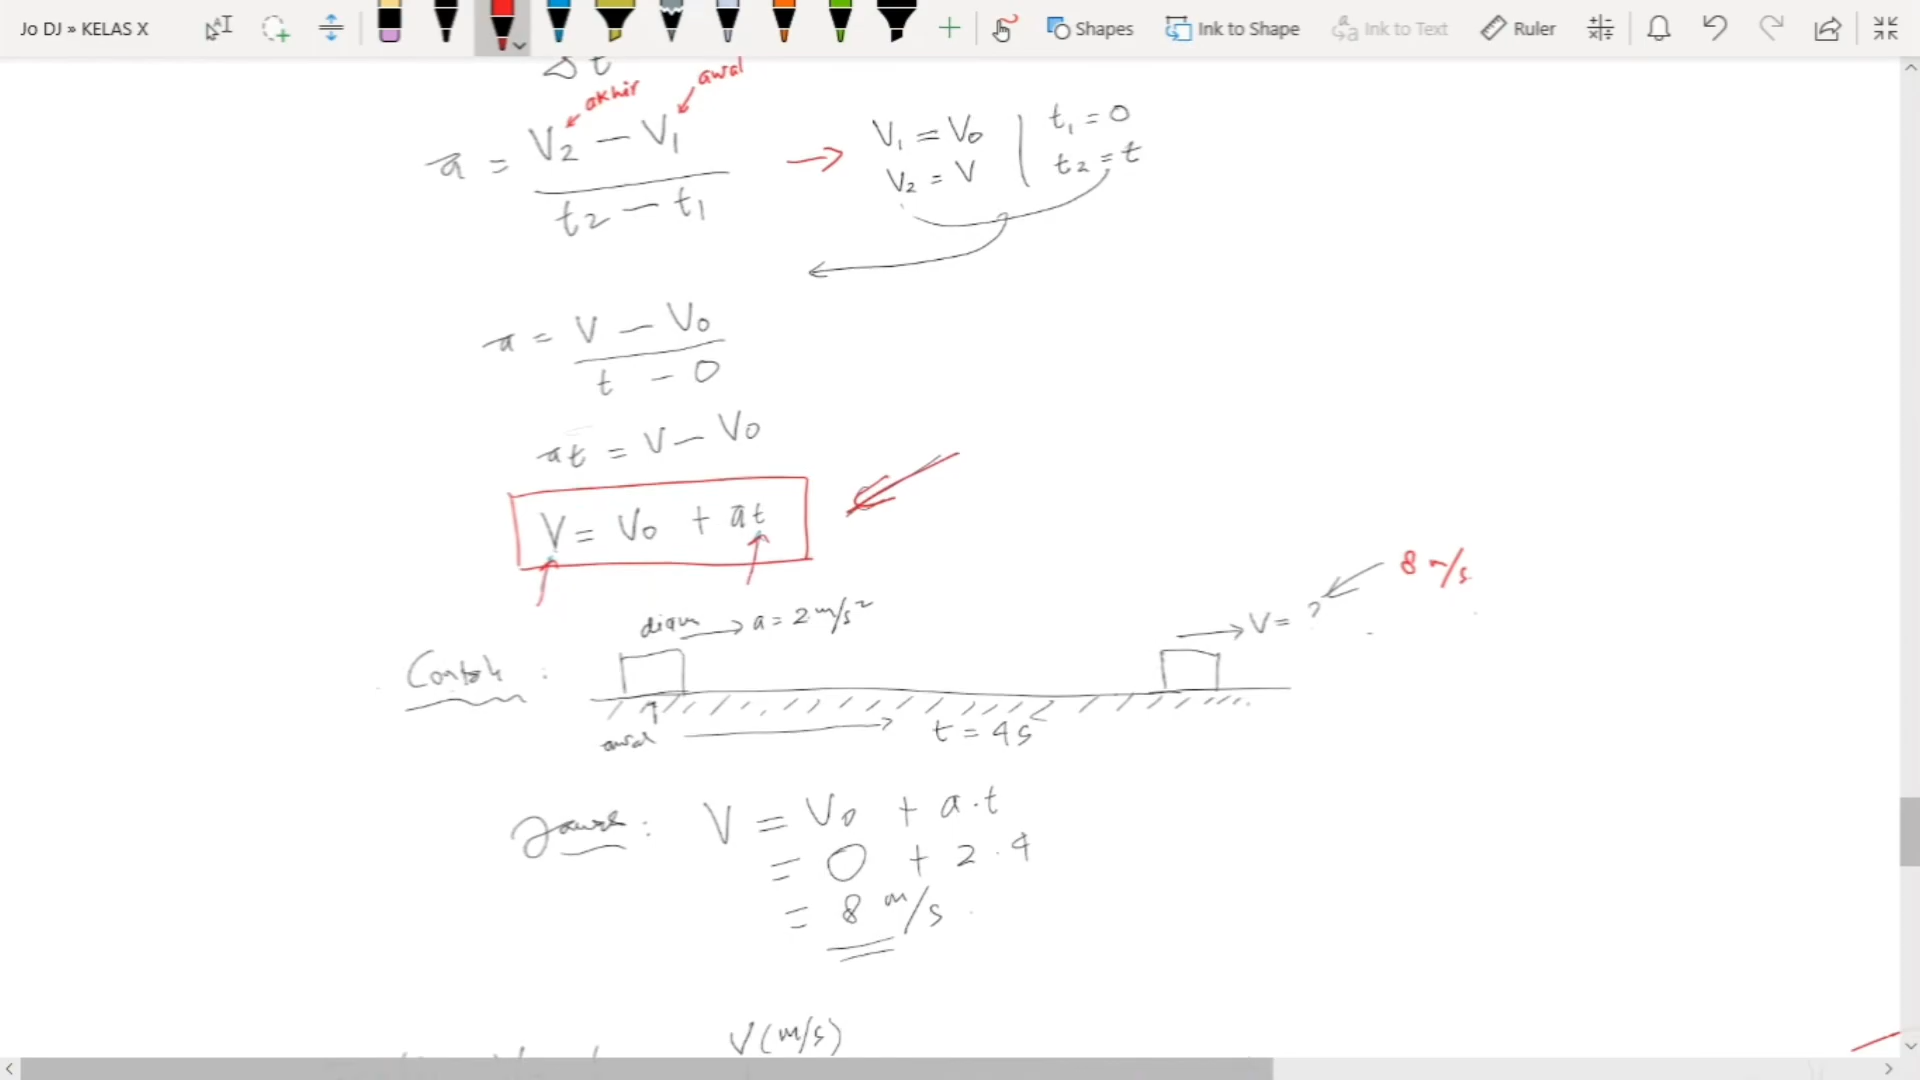 Jo DJ » KELAS X
Shapes
Ink to Shape
Ink to Text
Ruler
Δt
akhir
awal
a = V₂ − V₁
t₂ − t₁
V₁ = V₀ | t₁ = 0
V₂ = V | t₂ = t
a = V − V₀
t − 0
at = V − V₀
V = V₀ + at
diam → a = 2 m/s²
V = ?
8 m/s
Contoh :
awal
t = 4s
Jawab : V = V₀ + a.t
= 0 + 2.4
= 8 m/s
V (m/s)